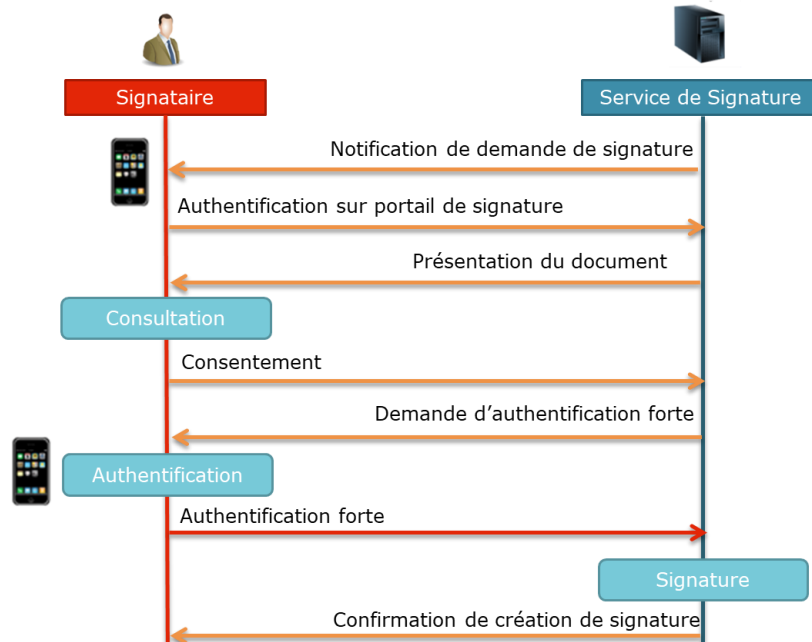 Signataire
Service de Signature
Notification de demande de signature
Authentification sur portail de signature
Présentation du document
Consultation
Consentement
Demande d’authentification forte
Authentification
Authentification forte
Signature
Confirmation de création de signature